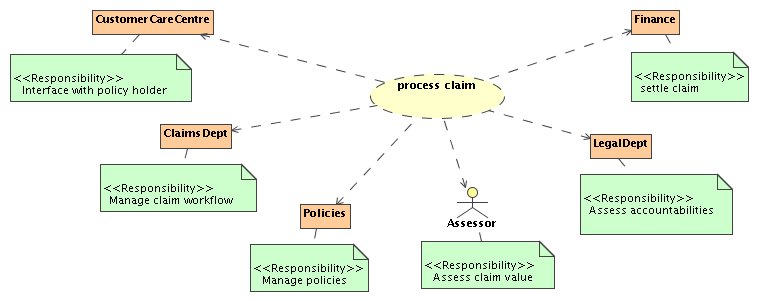 CustomerCareCentre
<<Responsibility>>
Interface with policy holder
Finance
<<Responsibility>>
settle claim
process claim
ClaimsDept
<<Responsibility>>
Manage claim workflow
LegalDept
<<Responsibility>>
Assess accountabilities
Policies
<<Responsibility>>
Manage policies
Assessor
<<Responsibility>>
Assess claim value